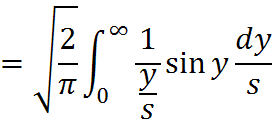 = √(2/π) ∫₀^∞ 1/(y/s) sin y dy/s